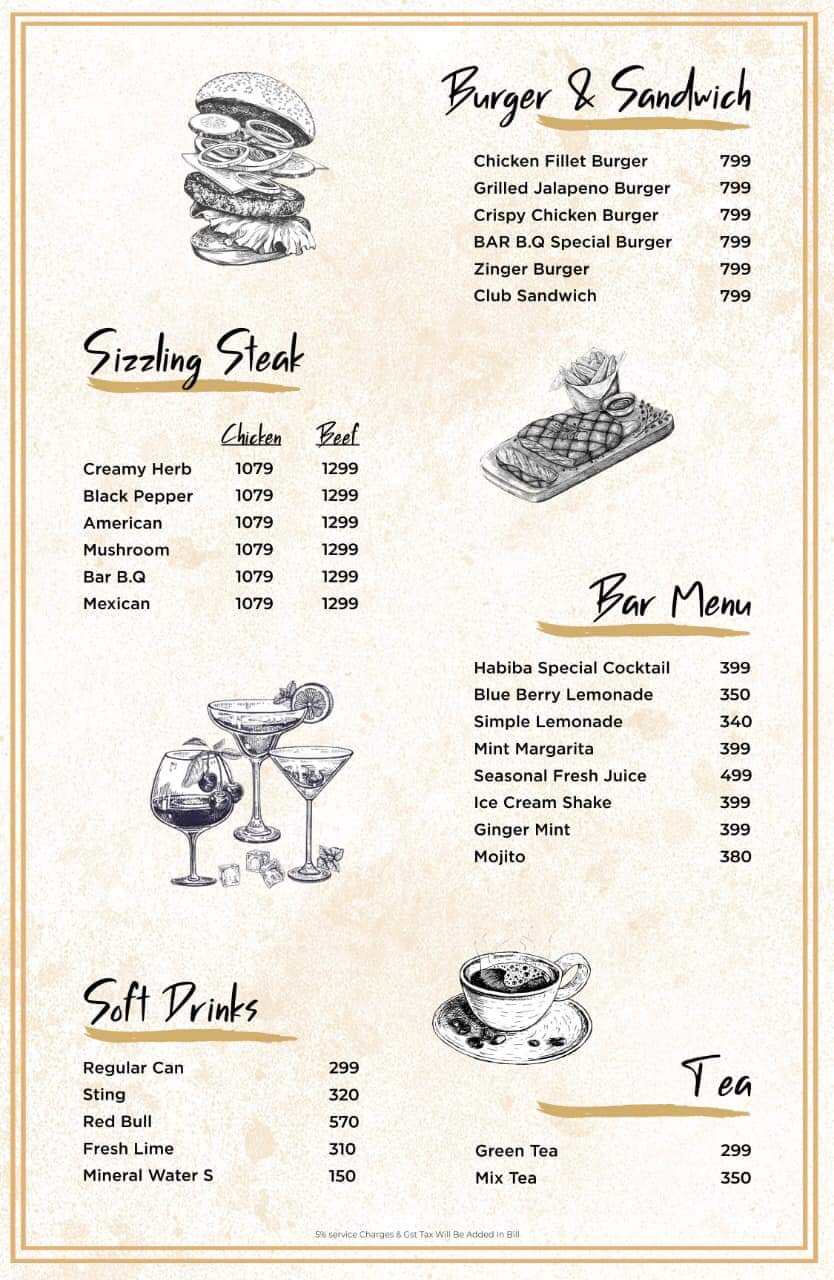 Burger & Sandwich
Chicken Fillet Burger 799
Grilled Jalapeno Burger 799
Crispy Chicken Burger 799
BAR B.Q Special Burger 799
Zinger Burger 799
Club Sandwich 799
Sizzling Steak
Chicken Beef
Creamy Herb 1079 1299
Black Pepper 1079 1299
American 1079 1299
Mushroom 1079 1299
Bar B.Q 1079 1299
Mexican 1079 1299
Bar Menu
Habiba Special Cocktail 399
Blue Berry Lemonade 350
Simple Lemonade 340
Mint Margarita 399
Seasonal Fresh Juice 499
Ice Cream Shake 399
Ginger Mint 399
Mojito 380
Soft Drinks
Regular Can 299
Sting 320
Red Bull 570
Fresh Lime 310
Mineral Water S 150
Tea
Green Tea 299
Mix Tea 350
5% service Charges & Gst Tax Will Be Added In Bill